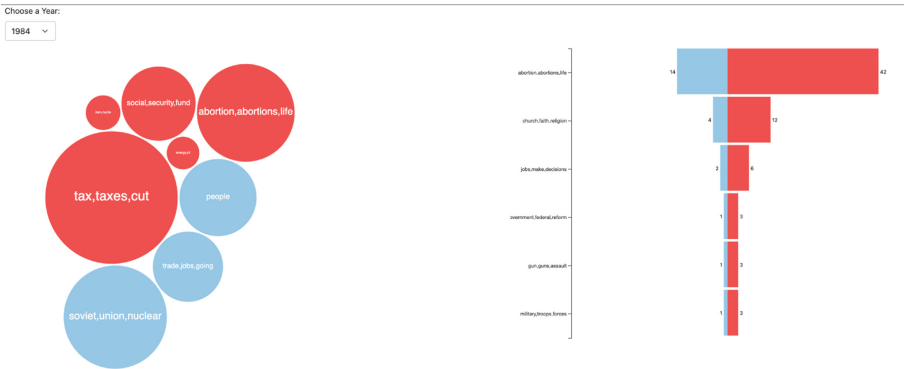 Choose a Year:
1984
social,security,fund
abortion,abortions,life
tax,taxes,cut
people
trade,jobs,going
soviet,union,nuclear
abortion,abortions,life
14
42
church,faith,religion
4
12
jobs,make,decisions
2
6
overnment,federal,reform
1
3
gun,guns,assault
1
3
military,troops,forces
1
3